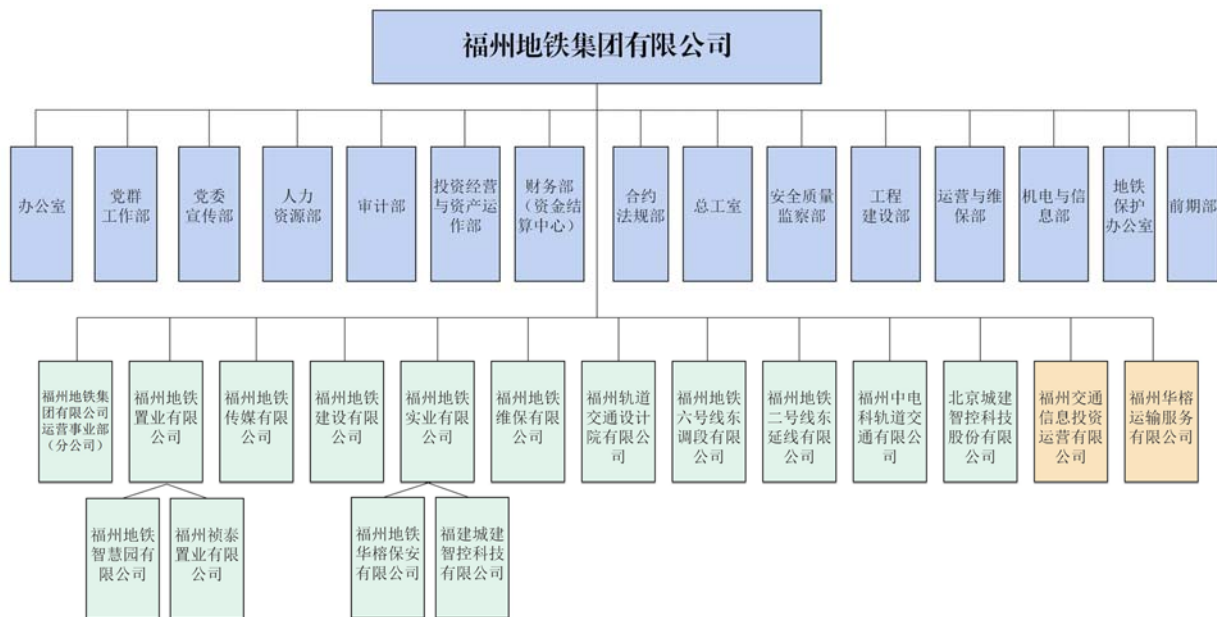 福州地铁集团有限公司
办公室
党群
工作部
党委
宣传部
人力
资源部
审计部
投资经营
与资产运
作部
财务部
（资金结
算中心）
合约
法规部
总工室
安全质量
监察部
工程
建设部
运营与维
保部
机电与信
息部
地铁
保护
办公室
前期部
福州地铁集
团有限公司
运营事业部
（分公司）
福州地铁
置业有限
公司
福州地铁
传媒有限
公司
福州地铁
建设有限
公司
福州地铁
实业有限
公司
福州地铁
维保有限
公司
福州轨道
交通设计
院有限公
司
福州地铁
六号线东
调段有限
公司
福州地铁
二号线东
延线有限
公司
福州中电
科轨道交
通有限公
司
北京城建
智控科技
股份有限
公司
福州交通
信息投资
运营有限
公司
福州华榕
运输服务
有限公司
福州地铁
智慧园有
限公司
福州祯泰
置业有限
公司
福州地铁
华榕保安
有限公司
福建城建
智控科技
有限公司